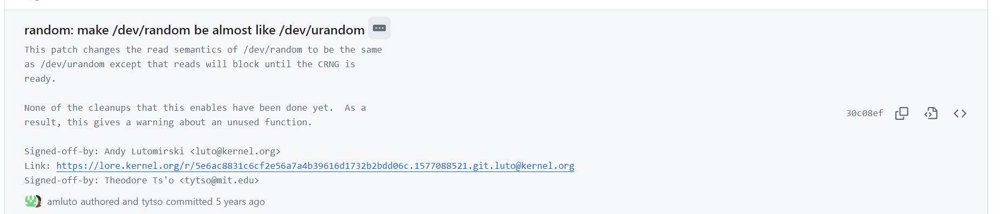 random: make /dev/random be almost like /dev/urandom
This patch changes the read semantics of /dev/random to be the same
as /dev/urandom except that reads will block until the CRNG is
ready.
None of the cleanups that this enables have been done yet.  As a
result, this gives a warning about an unused function.
30c08ef
Signed-off-by: Andy Lutomirski <luto@kernel.org>
Link: https://lore.kernel.org/r/5e6ac8831c6cf2e56a7a4b39616d1732b2bdd06c.1577088521.git.luto@kernel.org
Signed-off-by: Theodore Ts'o <tytso@mit.edu>
amluto authored and tytso committed 5 years ago